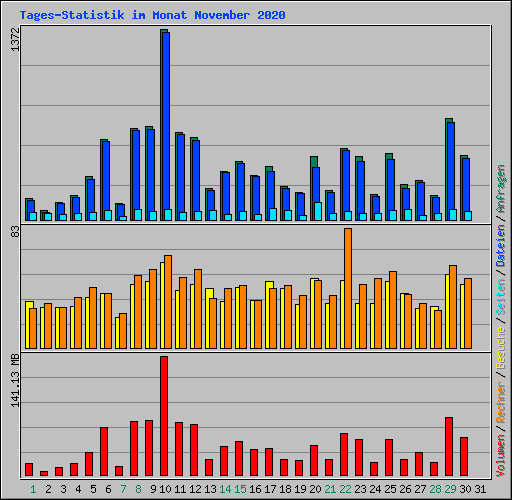 Tages-Statistik im Monat November 2020
1372
83
141.13 MB
Volumen / Rechner / Besuche / Seiten / Dateien / Anfragen
1 2 3 4 5 6 7 8 9 10 11 12 13 14 15 16 17 18 19 20 21 22 23 24 25 26 27 28 29 30 31